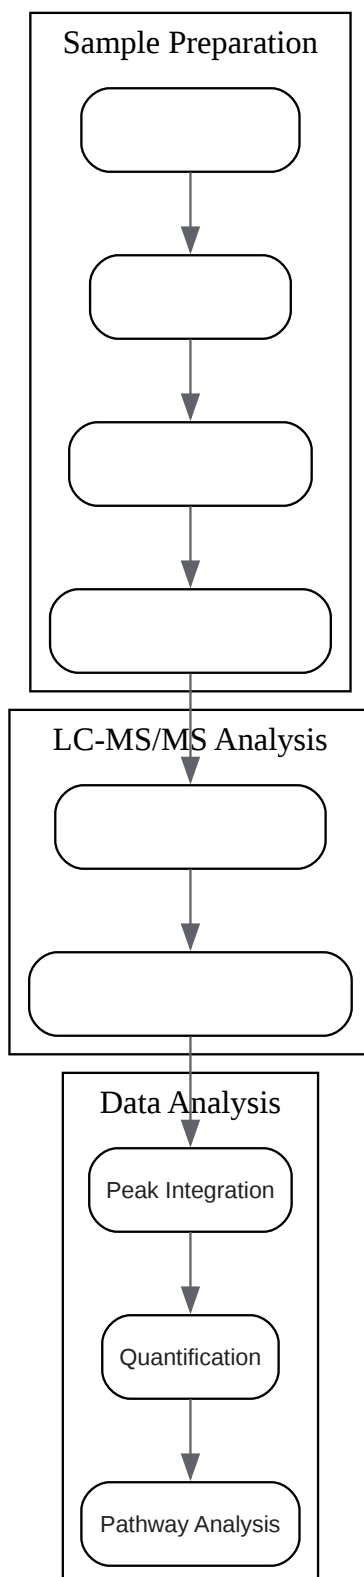 Sample Preparation
LC-MS/MS Analysis
Data Analysis
Peak Integration
Quantification
Pathway Analysis